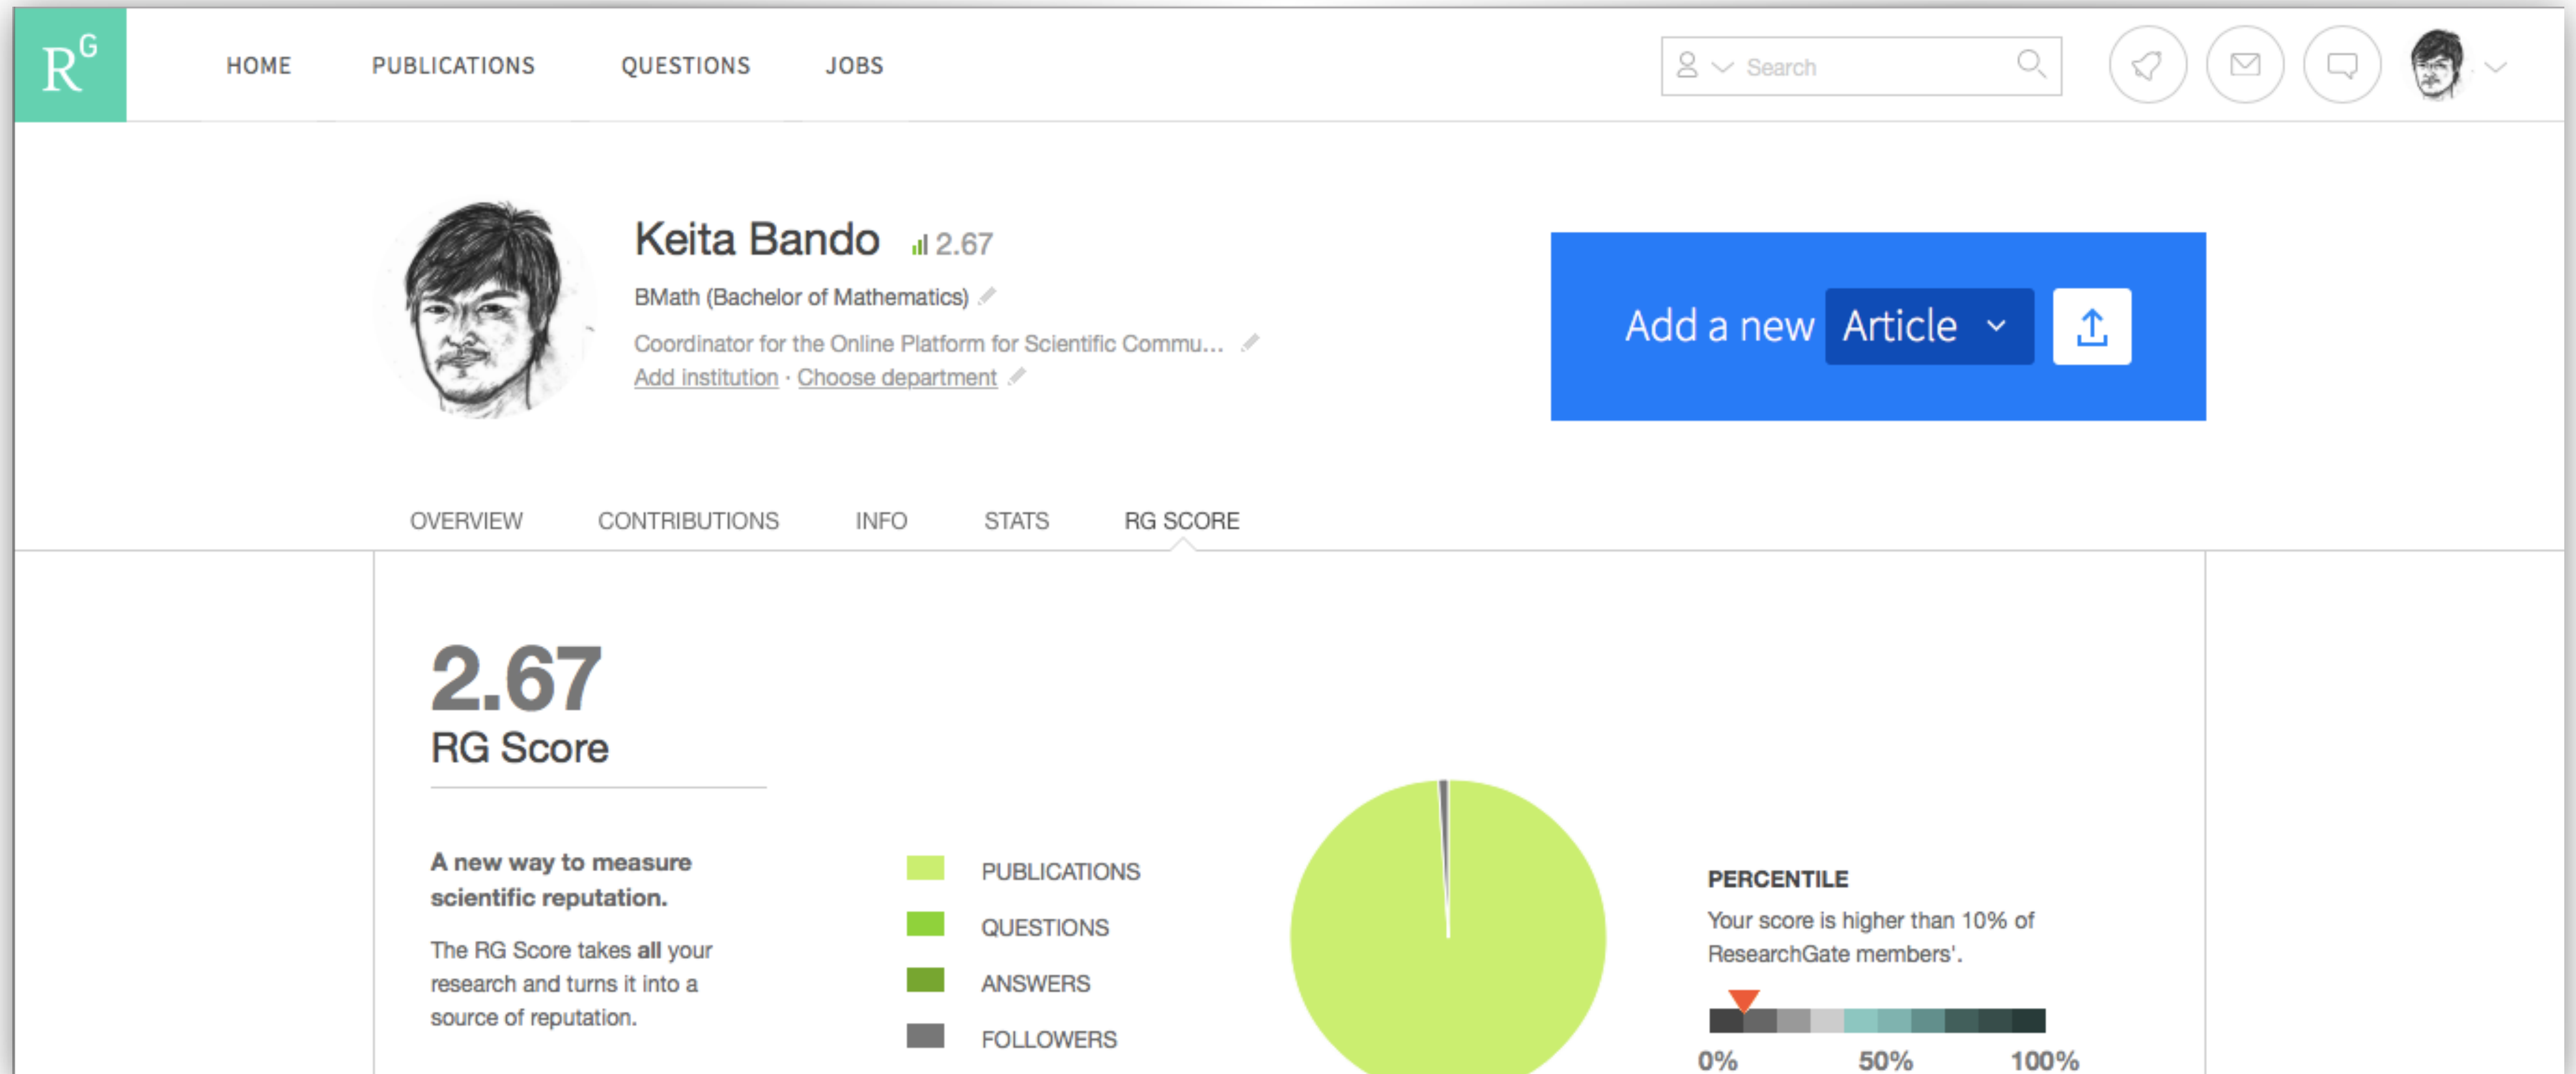 RG
HOME PUBLICATIONS QUESTIONS JOBS
Search
Keita Bando 2.67
BMath (Bachelor of Mathematics)
Coordinator for the Online Platform for Scientific Commu...
Add institution · Choose department
Add a new Article
OVERVIEW CONTRIBUTIONS INFO STATS RG SCORE
2.67
RG Score
A new way to measure
scientific reputation.
The RG Score takes all your
research and turns it into a
source of reputation.
PUBLICATIONS
QUESTIONS
ANSWERS
FOLLOWERS
PERCENTILE
Your score is higher than 10% of
ResearchGate members'.
0% 50% 100%